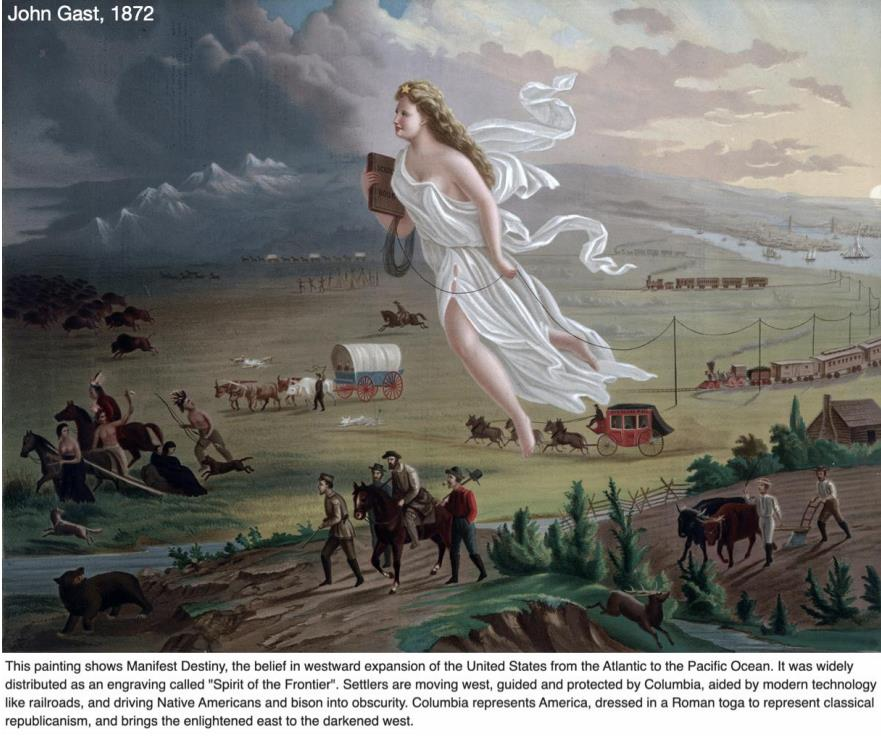 John Gast, 1872
SCHOOL
BOOK
This painting shows Manifest Destiny, the belief in westward expansion of the United States from the Atlantic to the Pacific Ocean. It was widely
distributed as an engraving called "Spirit of the Frontier". Settlers are moving west, guided and protected by Columbia, aided by modern technology
like railroads, and driving Native Americans and bison into obscurity. Columbia represents America, dressed in a Roman toga to represent classical
republicanism, and brings the enlightened east to the darkened west.